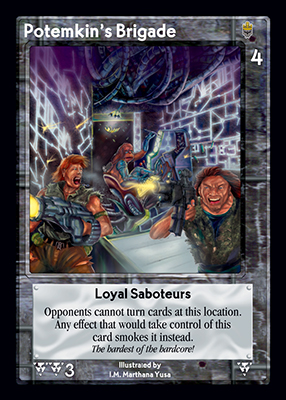 Potemkin's Brigade
4
Loyal Saboteurs
Opponents cannot turn cards at this location.
Any effect that would take control of this
card smokes it instead.
The hardest of the hardcore!
3
Illustrated by
I.M. Marthana Yusa